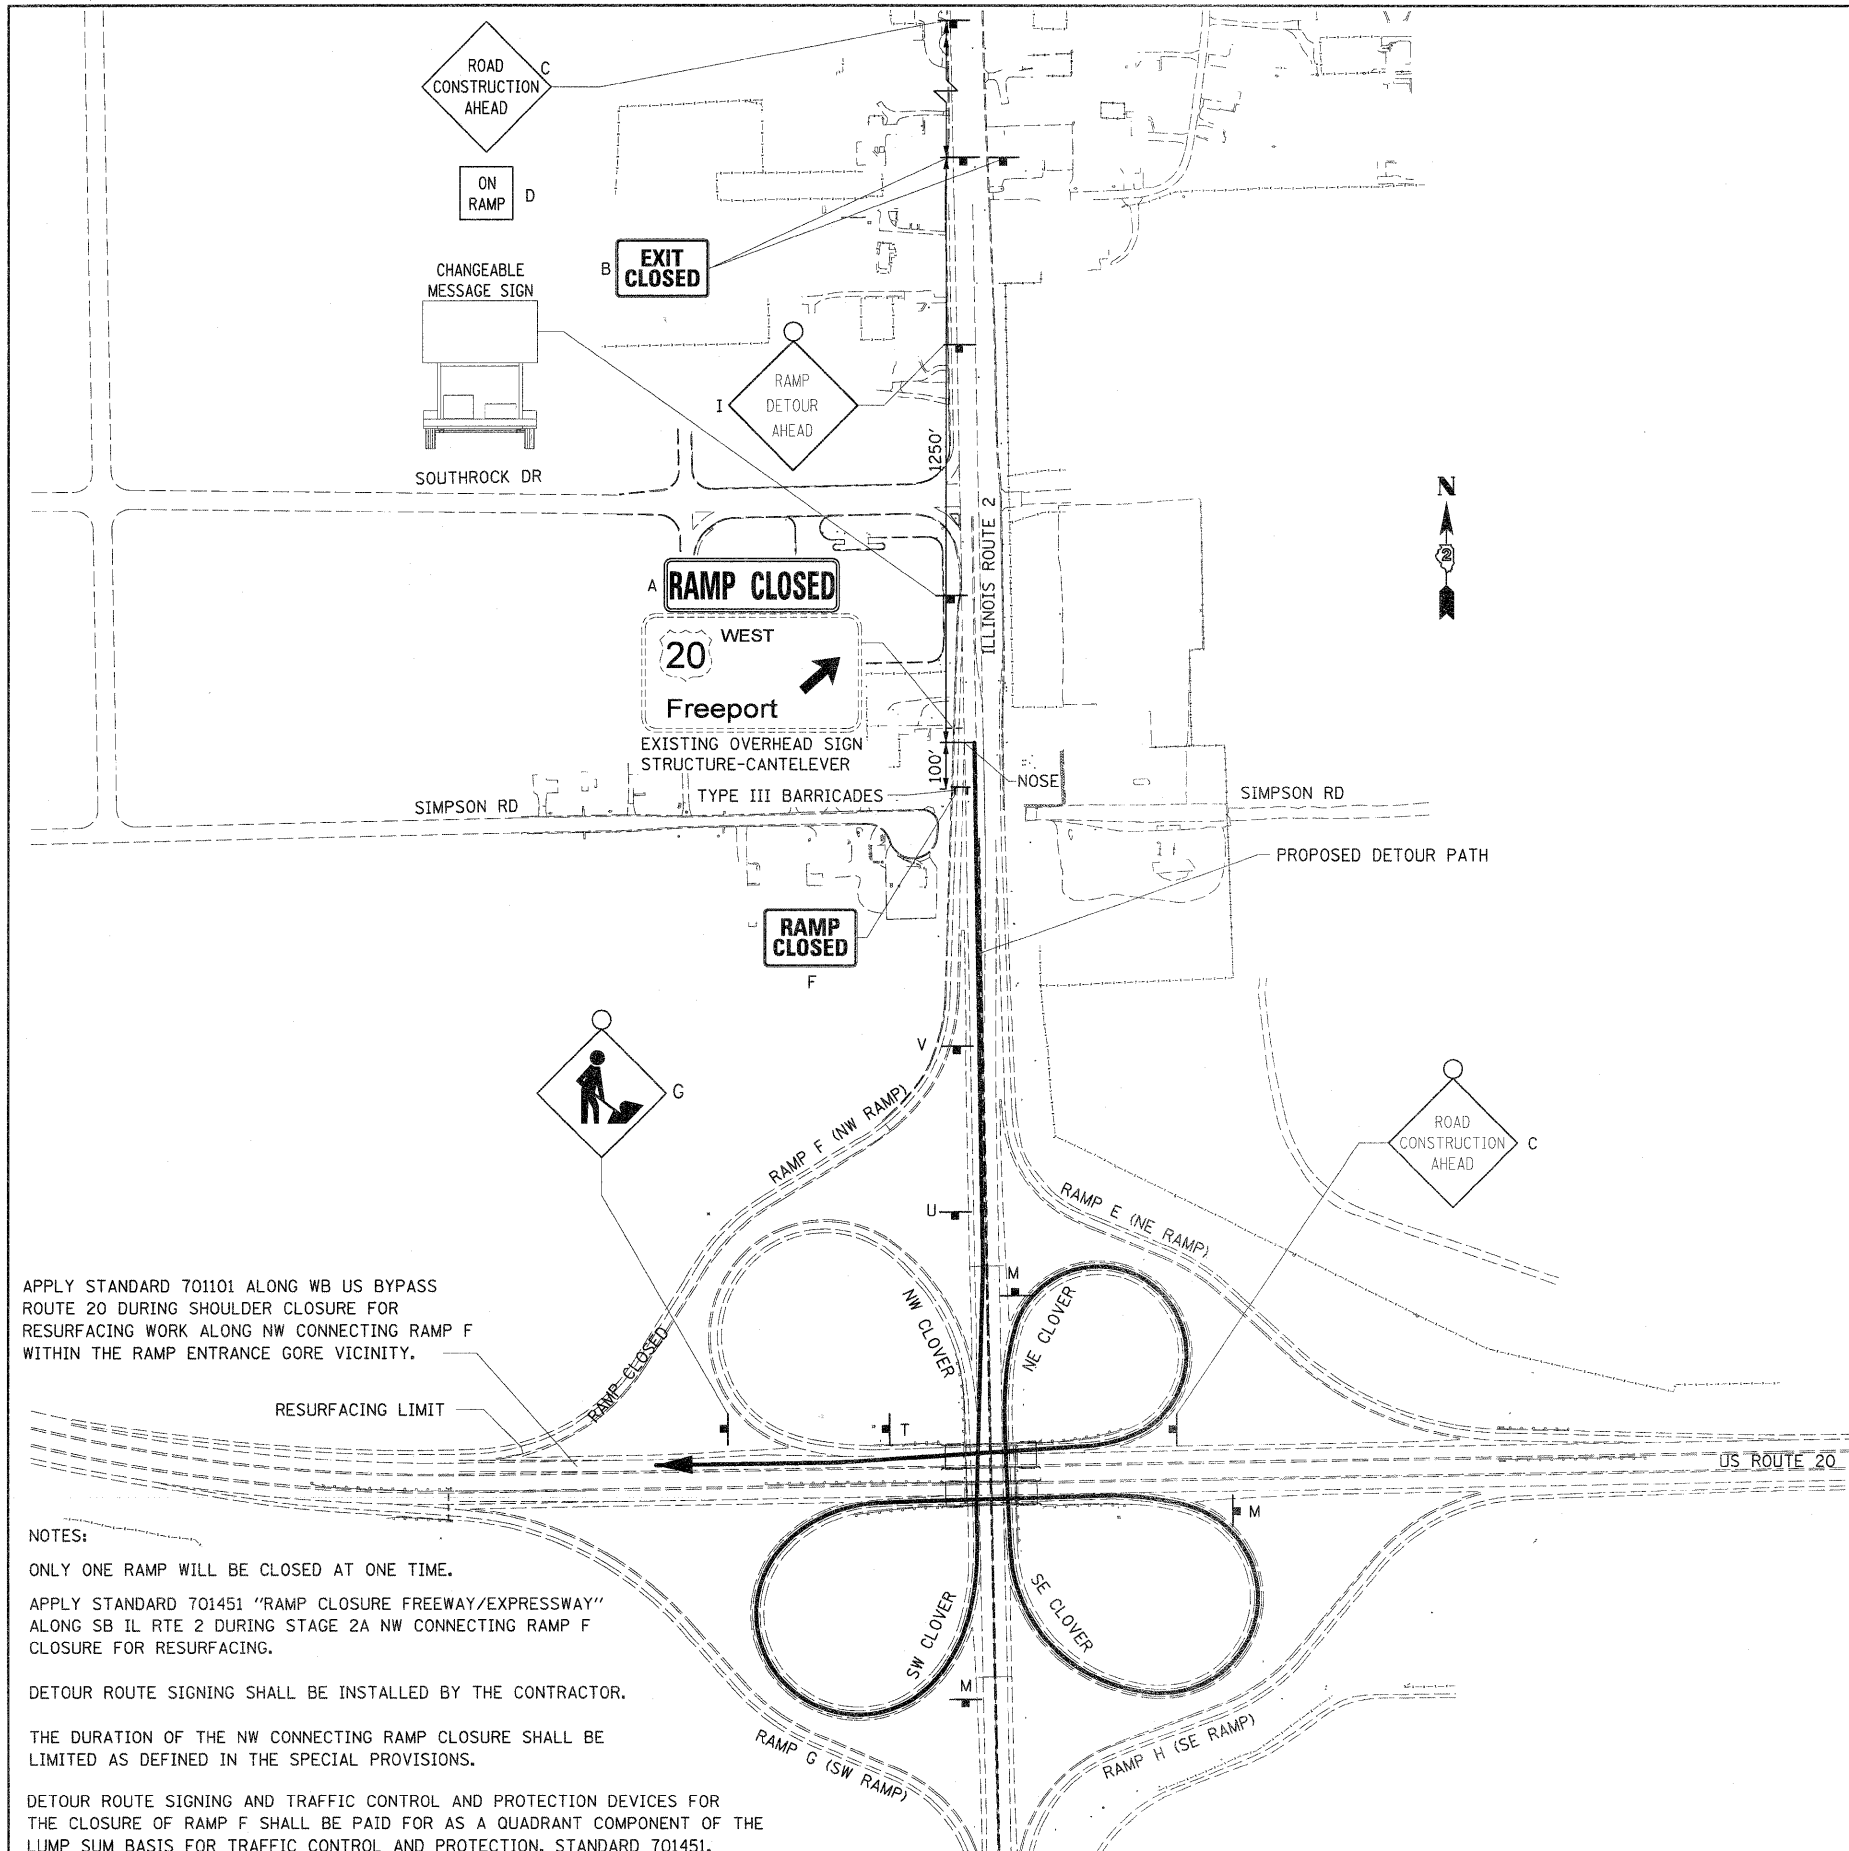 ROAD
CONSTRUCTION
AHEAD
C
ON
RAMP
D
B
EXIT
CLOSED
CHANGEABLE
MESSAGE SIGN
I
RAMP
DETOUR
AHEAD
1250'
SOUTHROCK DR
ILLINOIS ROUTE 2
N
2
A
RAMP CLOSED
20
WEST
Freeport
EXISTING OVERHEAD SIGN
STRUCTURE-CANTELEVER
100'
NOSE
TYPE III BARRICADES
SIMPSON RD
SIMPSON RD
PROPOSED DETOUR PATH
RAMP
CLOSED
F
V
G
RAMP F (NW RAMP)
ROAD
CONSTRUCTION
AHEAD
C
U
RAMP E (NE RAMP)
M
NW CLOVER
NE CLOVER
RAMP CLOSED
APPLY STANDARD 701101 ALONG WB US BYPASS
ROUTE 20 DURING SHOULDER CLOSURE FOR
RESURFACING WORK ALONG NW CONNECTING RAMP F
WITHIN THE RAMP ENTRANCE GORE VICINITY.
RESURFACING LIMIT
T
US ROUTE 20
M
SW CLOVER
SE CLOVER
M
RAMP G (SW RAMP)
RAMP H (SE RAMP)
NOTES:
ONLY ONE RAMP WILL BE CLOSED AT ONE TIME.
APPLY STANDARD 701451 "RAMP CLOSURE FREEWAY/EXPRESSWAY"
ALONG SB IL RTE 2 DURING STAGE 2A NW CONNECTING RAMP F
CLOSURE FOR RESURFACING.
DETOUR ROUTE SIGNING SHALL BE INSTALLED BY THE CONTRACTOR.
THE DURATION OF THE NW CONNECTING RAMP CLOSURE SHALL BE
LIMITED AS DEFINED IN THE SPECIAL PROVISIONS.
DETOUR ROUTE SIGNING AND TRAFFIC CONTROL AND PROTECTION DEVICES FOR
THE CLOSURE OF RAMP F SHALL BE PAID FOR AS A QUADRANT COMPONENT OF THE
LUMP SUM BASIS FOR TRAFFIC CONTROL AND PROTECTION, STANDARD 701451.